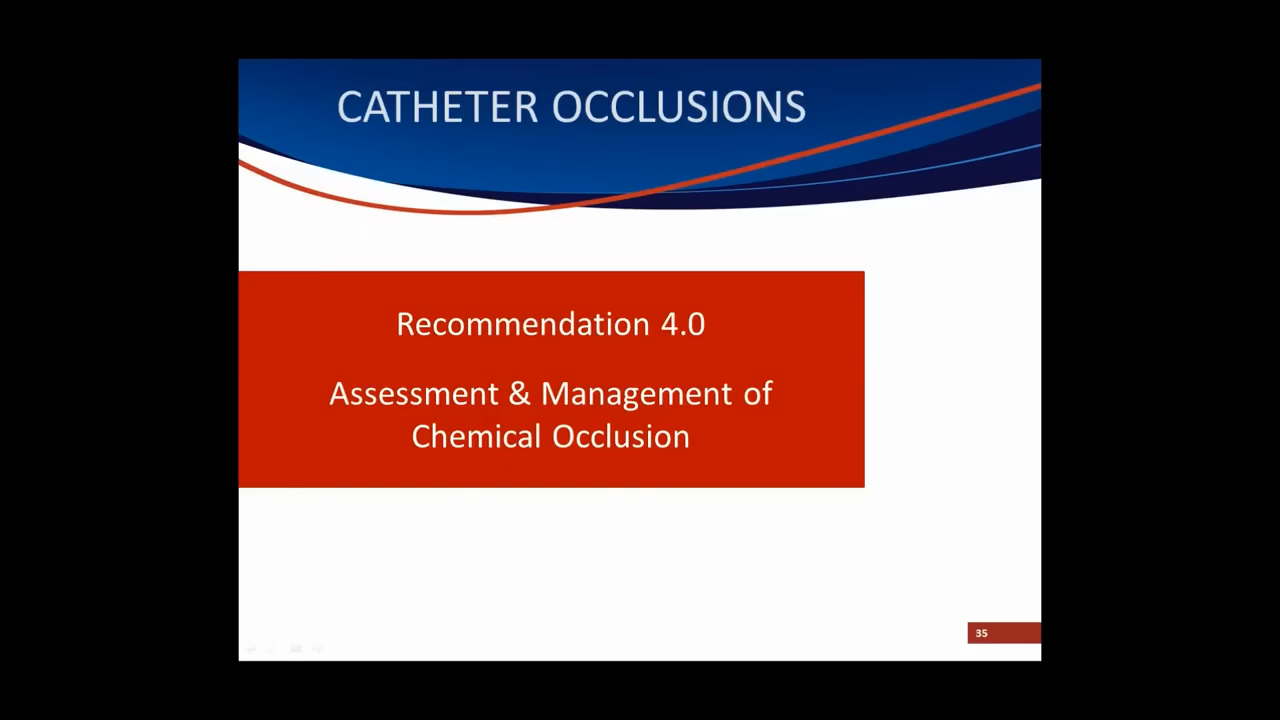 CATHETER OCCLUSIONS
Recommendation 4.0
Assessment & Management of
Chemical Occlusion
35